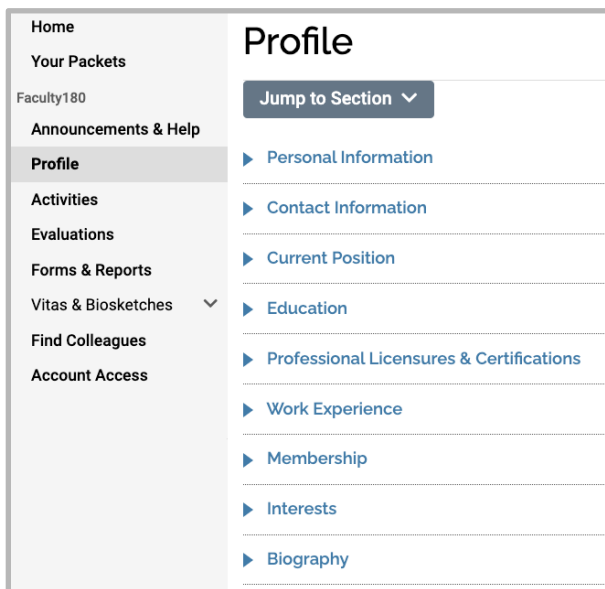 Home
Your Packets
Faculty180
Announcements & Help
Profile
Activities
Evaluations
Forms & Reports
Vitas & Biosketches
Find Colleagues
Account Access
Profile
Jump to Section
Personal Information
Contact Information
Current Position
Education
Professional Licensures & Certifications
Work Experience
Membership
Interests
Biography